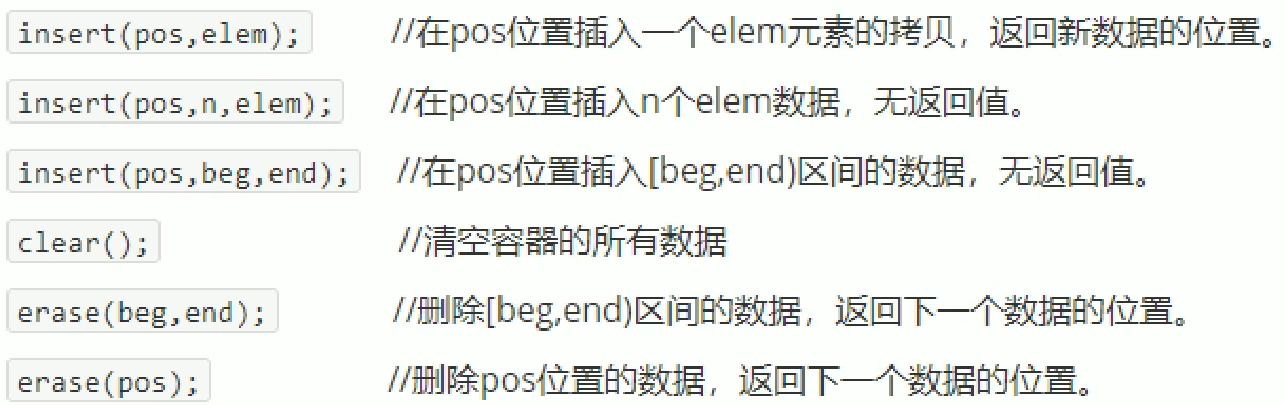 insert(pos,elem); //在pos位置插入一个elem元素的拷贝，返回新数据的位置。
insert(pos,n,elem); //在pos位置插入n个elem数据，无返回值。
insert(pos,beg,end); //在pos位置插入[beg,end)区间的数据，无返回值。
clear(); //清空容器的所有数据
erase(beg,end); //删除[beg,end)区间的数据，返回下一个数据的位置。
erase(pos); //删除pos位置的数据，返回下一个数据的位置。